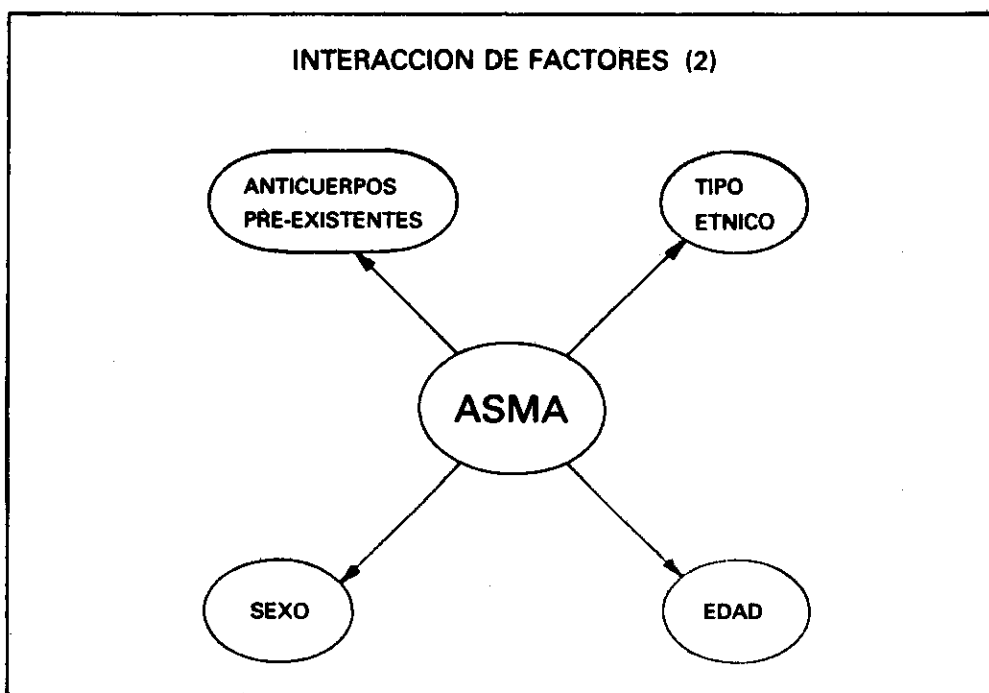 INTERACCION DE FACTORES (2)
ANTICUERPOS
PRE-EXISTENTES
TIPO
ETNICO
ASMA
SEXO
EDAD